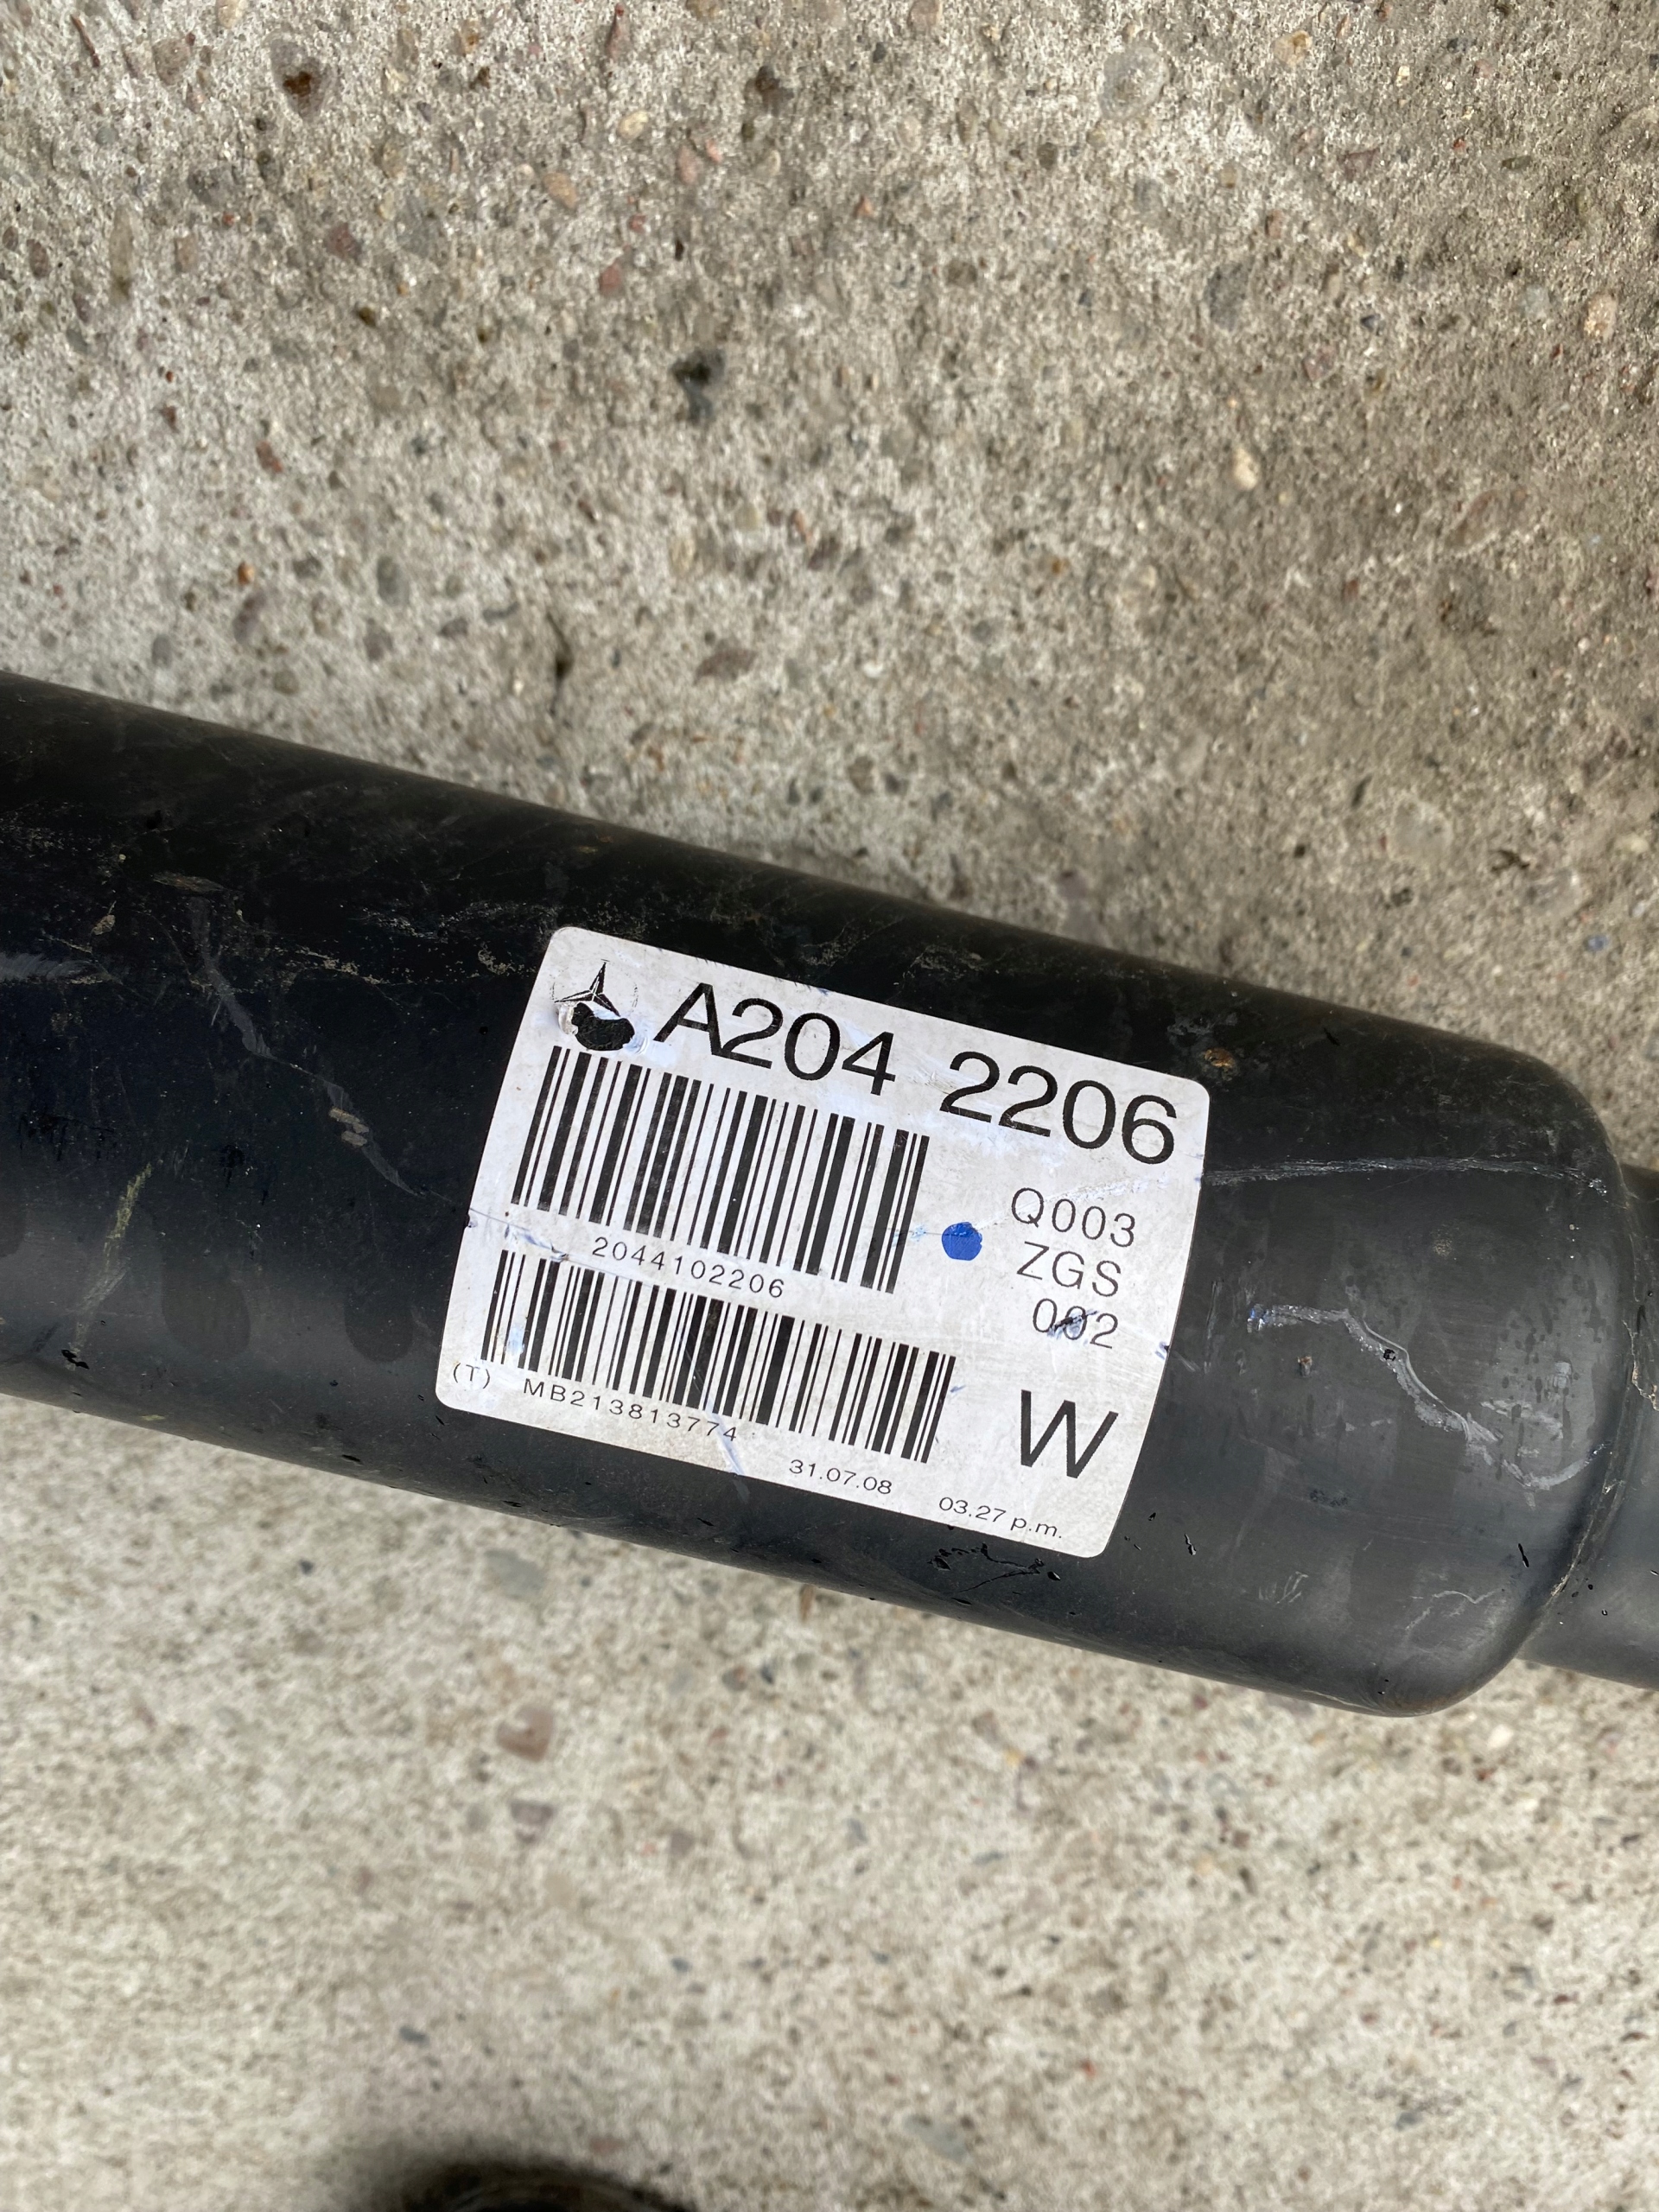 A204 2206
Q003
2044102206
ZGS
002
(T) MB213813774
W
31.07.08 03.27 p.m.